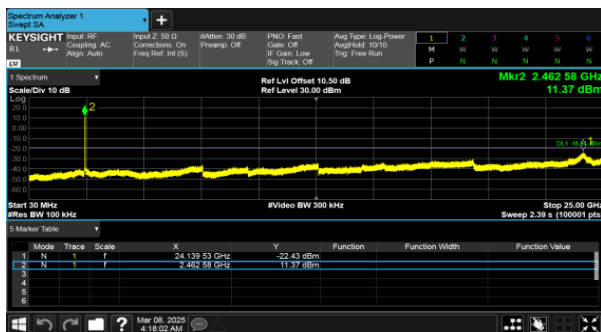 Spectrum Analyzer 1
Swept SA
KEYSIGHT Input: RF Input Z: 50 Ω #Atten: 30 dB PNO: Fast Avg Type: Log-Power 1 2 3 4 5 6
RL Coupling: AC Corrections: On Preamp: Off Gate: Off Avg|Hold: 10/10 M W W W W W
Align: Auto Freq Ref: Int (S) IF Gain: Low Trig: Free Run
Sig Track: Off P N N N N N
LXI
1 Spectrum Ref Lvl Offset 10.50 dB Mkr2 2.462 58 GHz
Scale/Div 10 dB Ref Level 30.00 dBm 11.37 dBm
Log
20.0
10.0
0.00
-10.0
-20.0
-30.0
-40.0
-50.0
-60.0
2
1
Start 30 MHz #Video BW 300 kHz Stop 25.00 GHz
#Res BW 100 kHz Sweep 2.39 s (100001 pts)
5 Marker Table
Mode Trace Scale X Y Function Function Width Function Value
1 N 1 f 24.139 53 GHz -22.43 dBm
2 N 1 f 2.462 58 GHz 11.37 dBm
3
4
5
6
Mar 08, 2025
4:18:02 AM